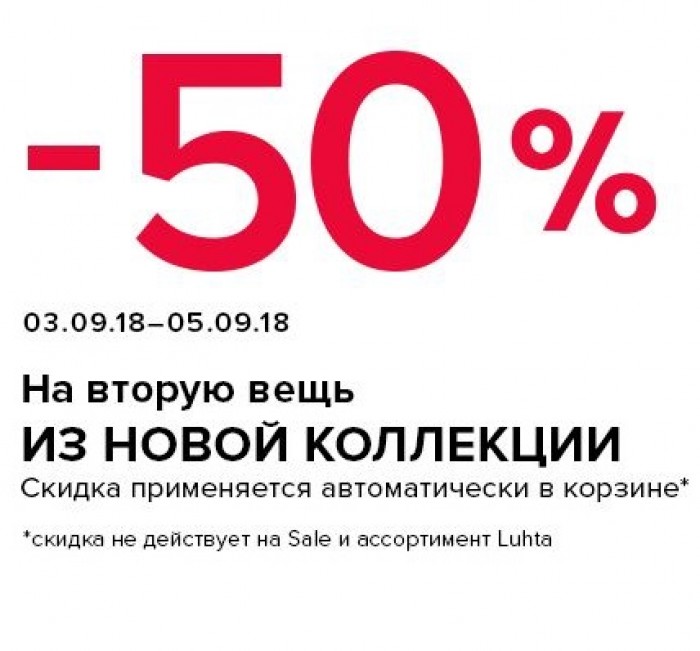 -50%
03.09.18–05.09.18
На вторую вещь
ИЗ НОВОЙ КОЛЛЕКЦИИ
Скидка применяется автоматически в корзине*
*скидка не действует на Sale и ассортимент Luhta